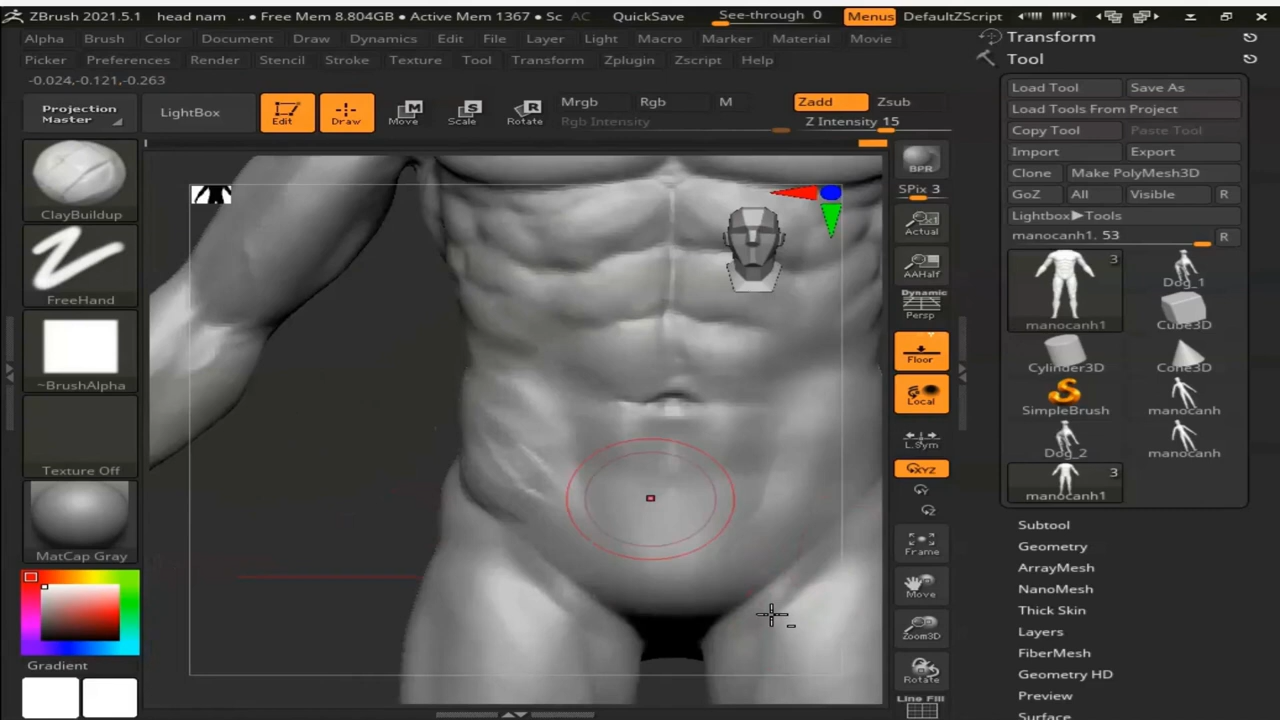 ZBrush 2021.5.1 head nam .. ● Free Mem 8.804GB ● Active Mem 1367 ● Sc AC QuickSave See-through 0 Menus DefaultZScript
Alpha Brush Color Document Draw Dynamics Edit File Layer Light Macro Marker Material Movie
Picker Preferences Render Stencil Stroke Texture Tool Transform Zplugin Zscript Help
-0.024,-0.121,-0.263
Projection
Master
LightBox
Edit
Draw
Move
Scale
Rotate
Mrgb Rgb M
Rgb Intensity
Zadd Zsub
Z Intensity 15
ClayBuildup
FreeHand
~BrushAlpha
Texture Off
MatCap Gray
Gradient
BPR
SPix 3
Actual
AAHalf
Dynamic
Persp
Floor
Local
L.Sym
XYZ
Y
Z
Frame
Move
Zoom3D
Rotate
Line Fill
Transform
Tool
Load Tool Save As
Load Tools From Project
Copy Tool Paste Tool
Import Export
Clone Make PolyMesh3D
GoZ All Visible R
Lightbox▶Tools
manocanh1. 53 R
3
manocanh1
Dog_1
Cube3D
Cylinder3D Cone3D
SimpleBrush manocanh
Dog_2 manocanh
3
manocanh1
Subtool
Geometry
ArrayMesh
NanoMesh
Thick Skin
Layers
FiberMesh
Geometry HD
Preview
Surface